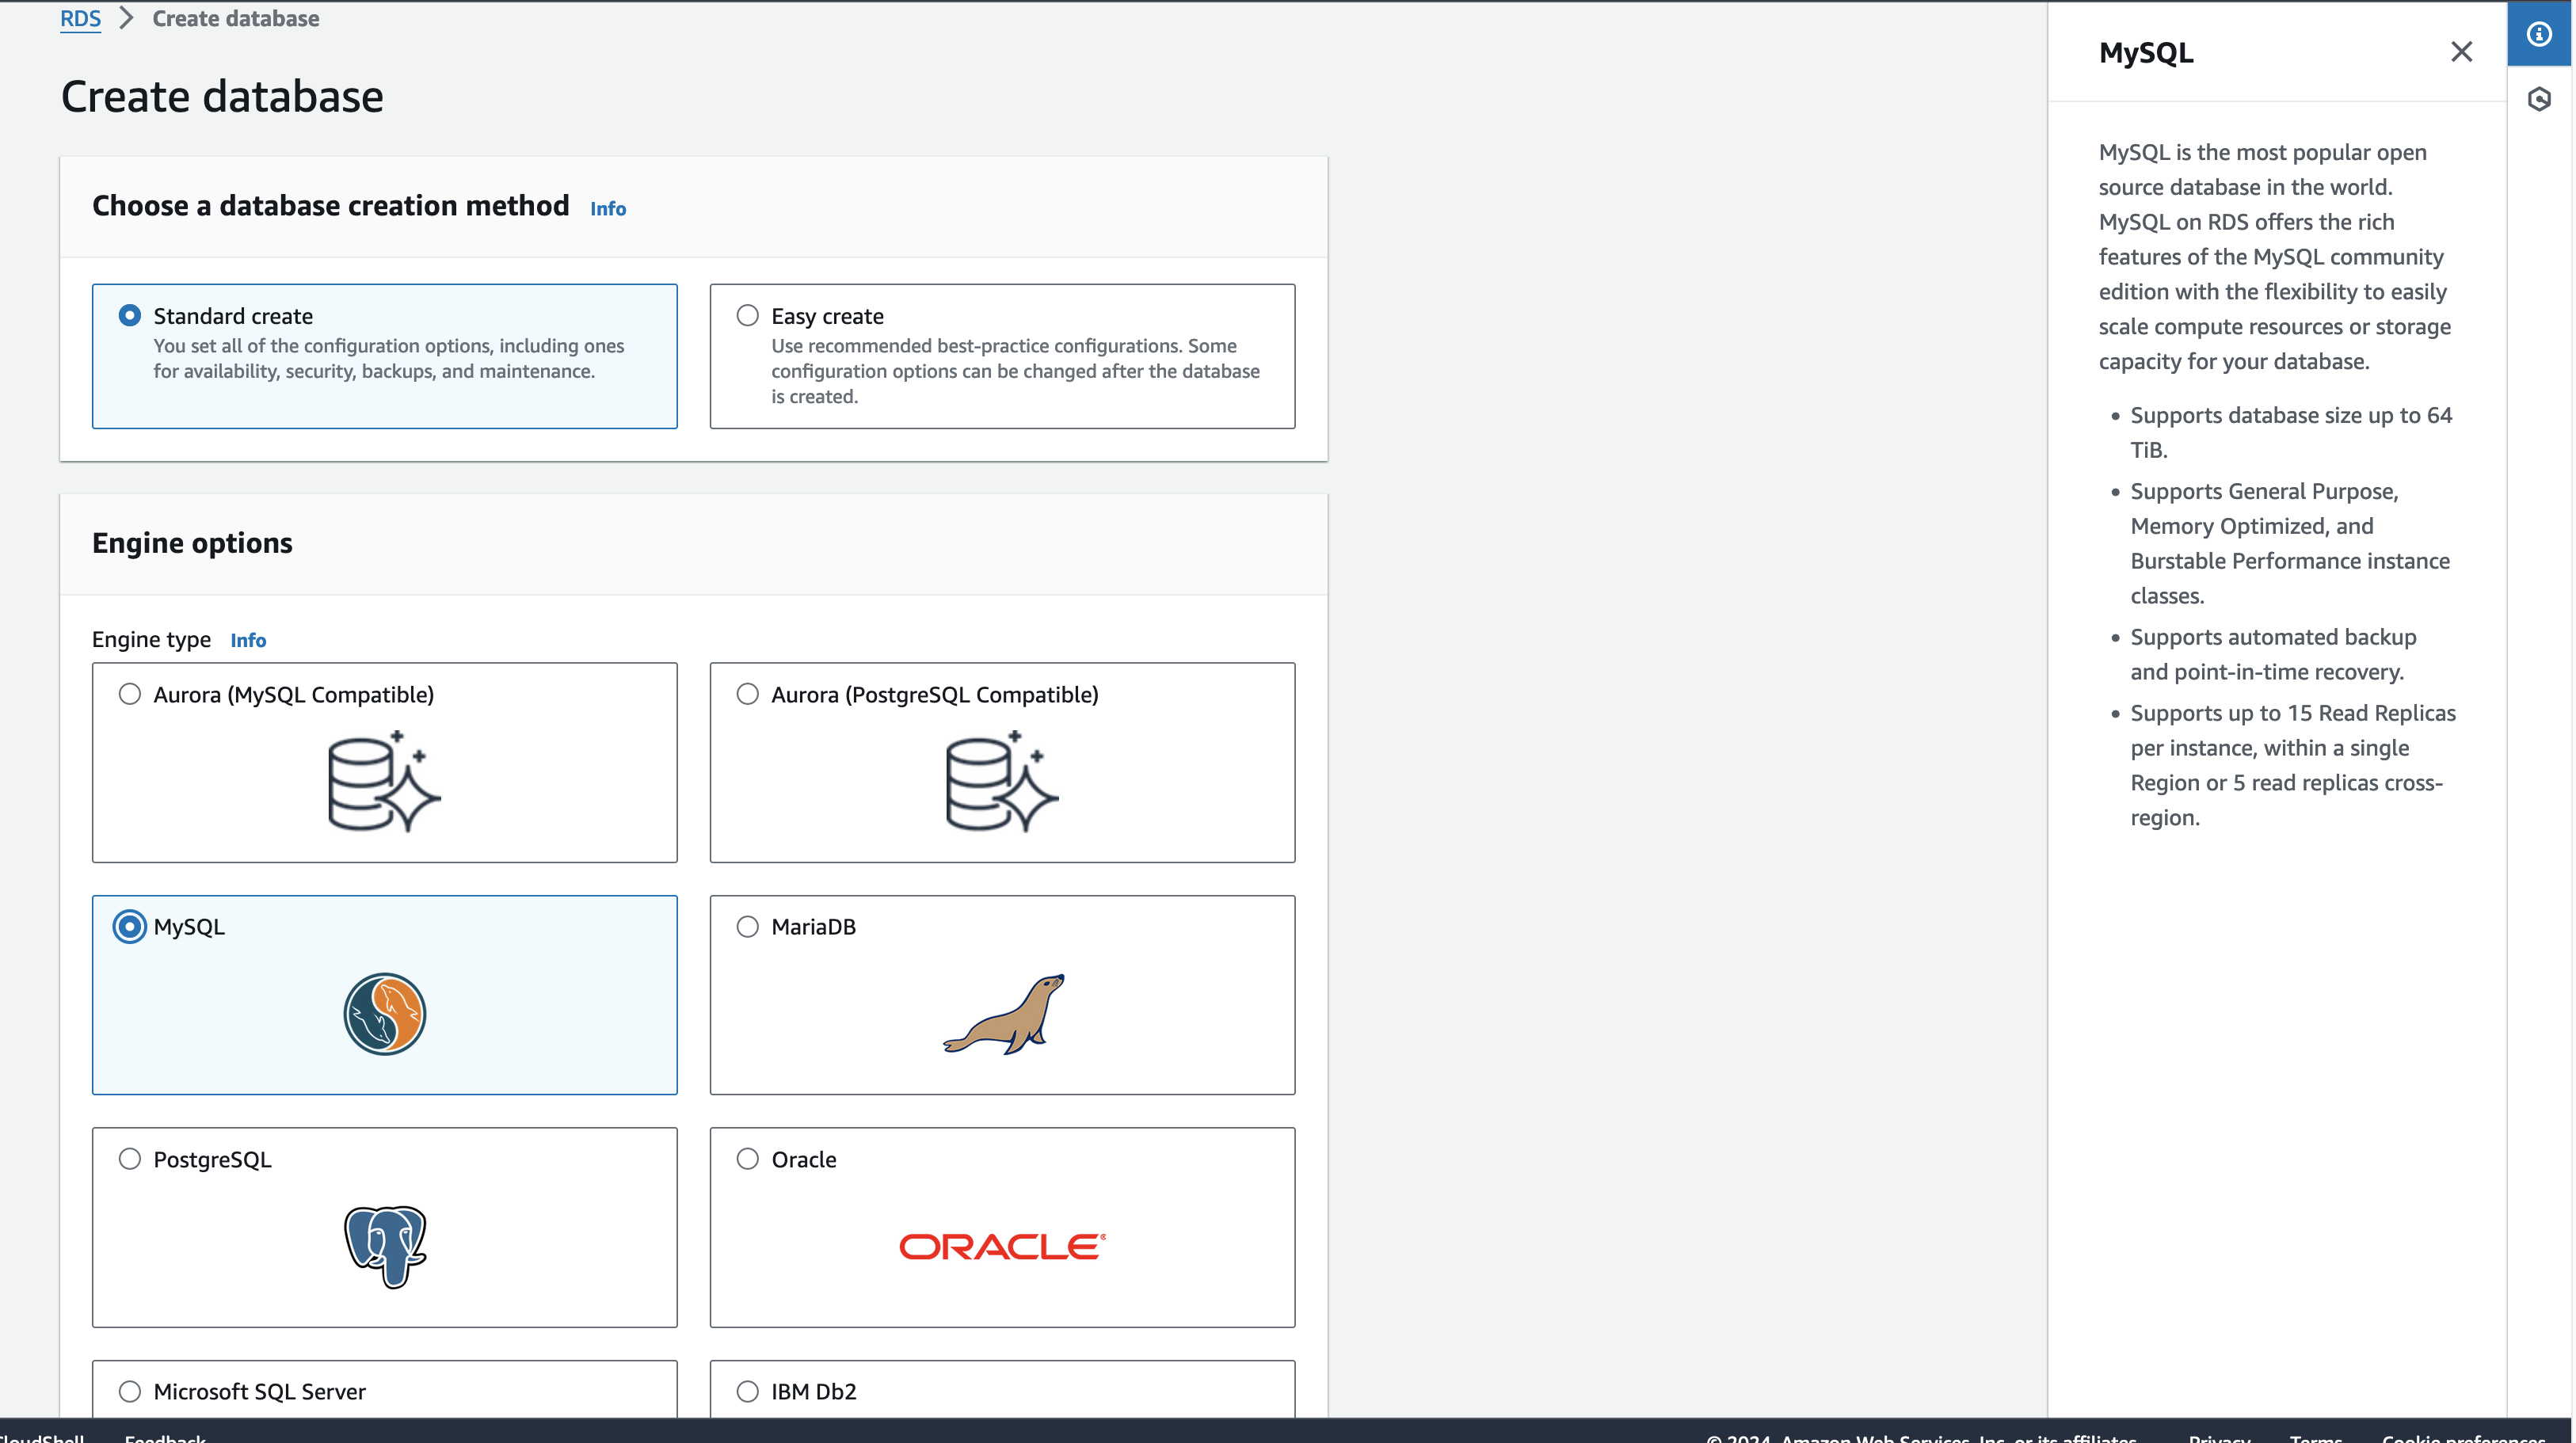 RDS > Create database
Create database
Choose a database creation method Info
Standard create
You set all of the configuration options, including ones
for availability, security, backups, and maintenance.
Easy create
Use recommended best-practice configurations. Some
configuration options can be changed after the database
is created.
Engine options
Engine type Info
Aurora (MySQL Compatible)
Aurora (PostgreSQL Compatible)
MySQL
MariaDB
PostgreSQL
Oracle
ORACLE
Microsoft SQL Server
IBM Db2
MySQL
MySQL is the most popular open
source database in the world.
MySQL on RDS offers the rich
features of the MySQL community
edition with the flexibility to easily
scale compute resources or storage
capacity for your database.
• Supports database size up to 64
TiB.
• Supports General Purpose,
Memory Optimized, and
Burstable Performance instance
classes.
• Supports automated backup
and point-in-time recovery.
• Supports up to 15 Read Replicas
per instance, within a single
Region or 5 read replicas cross-
region.
CloudShell Feedback
© 2024, Amazon Web Services, Inc. or its affiliates. Privacy Terms Cookie preferences